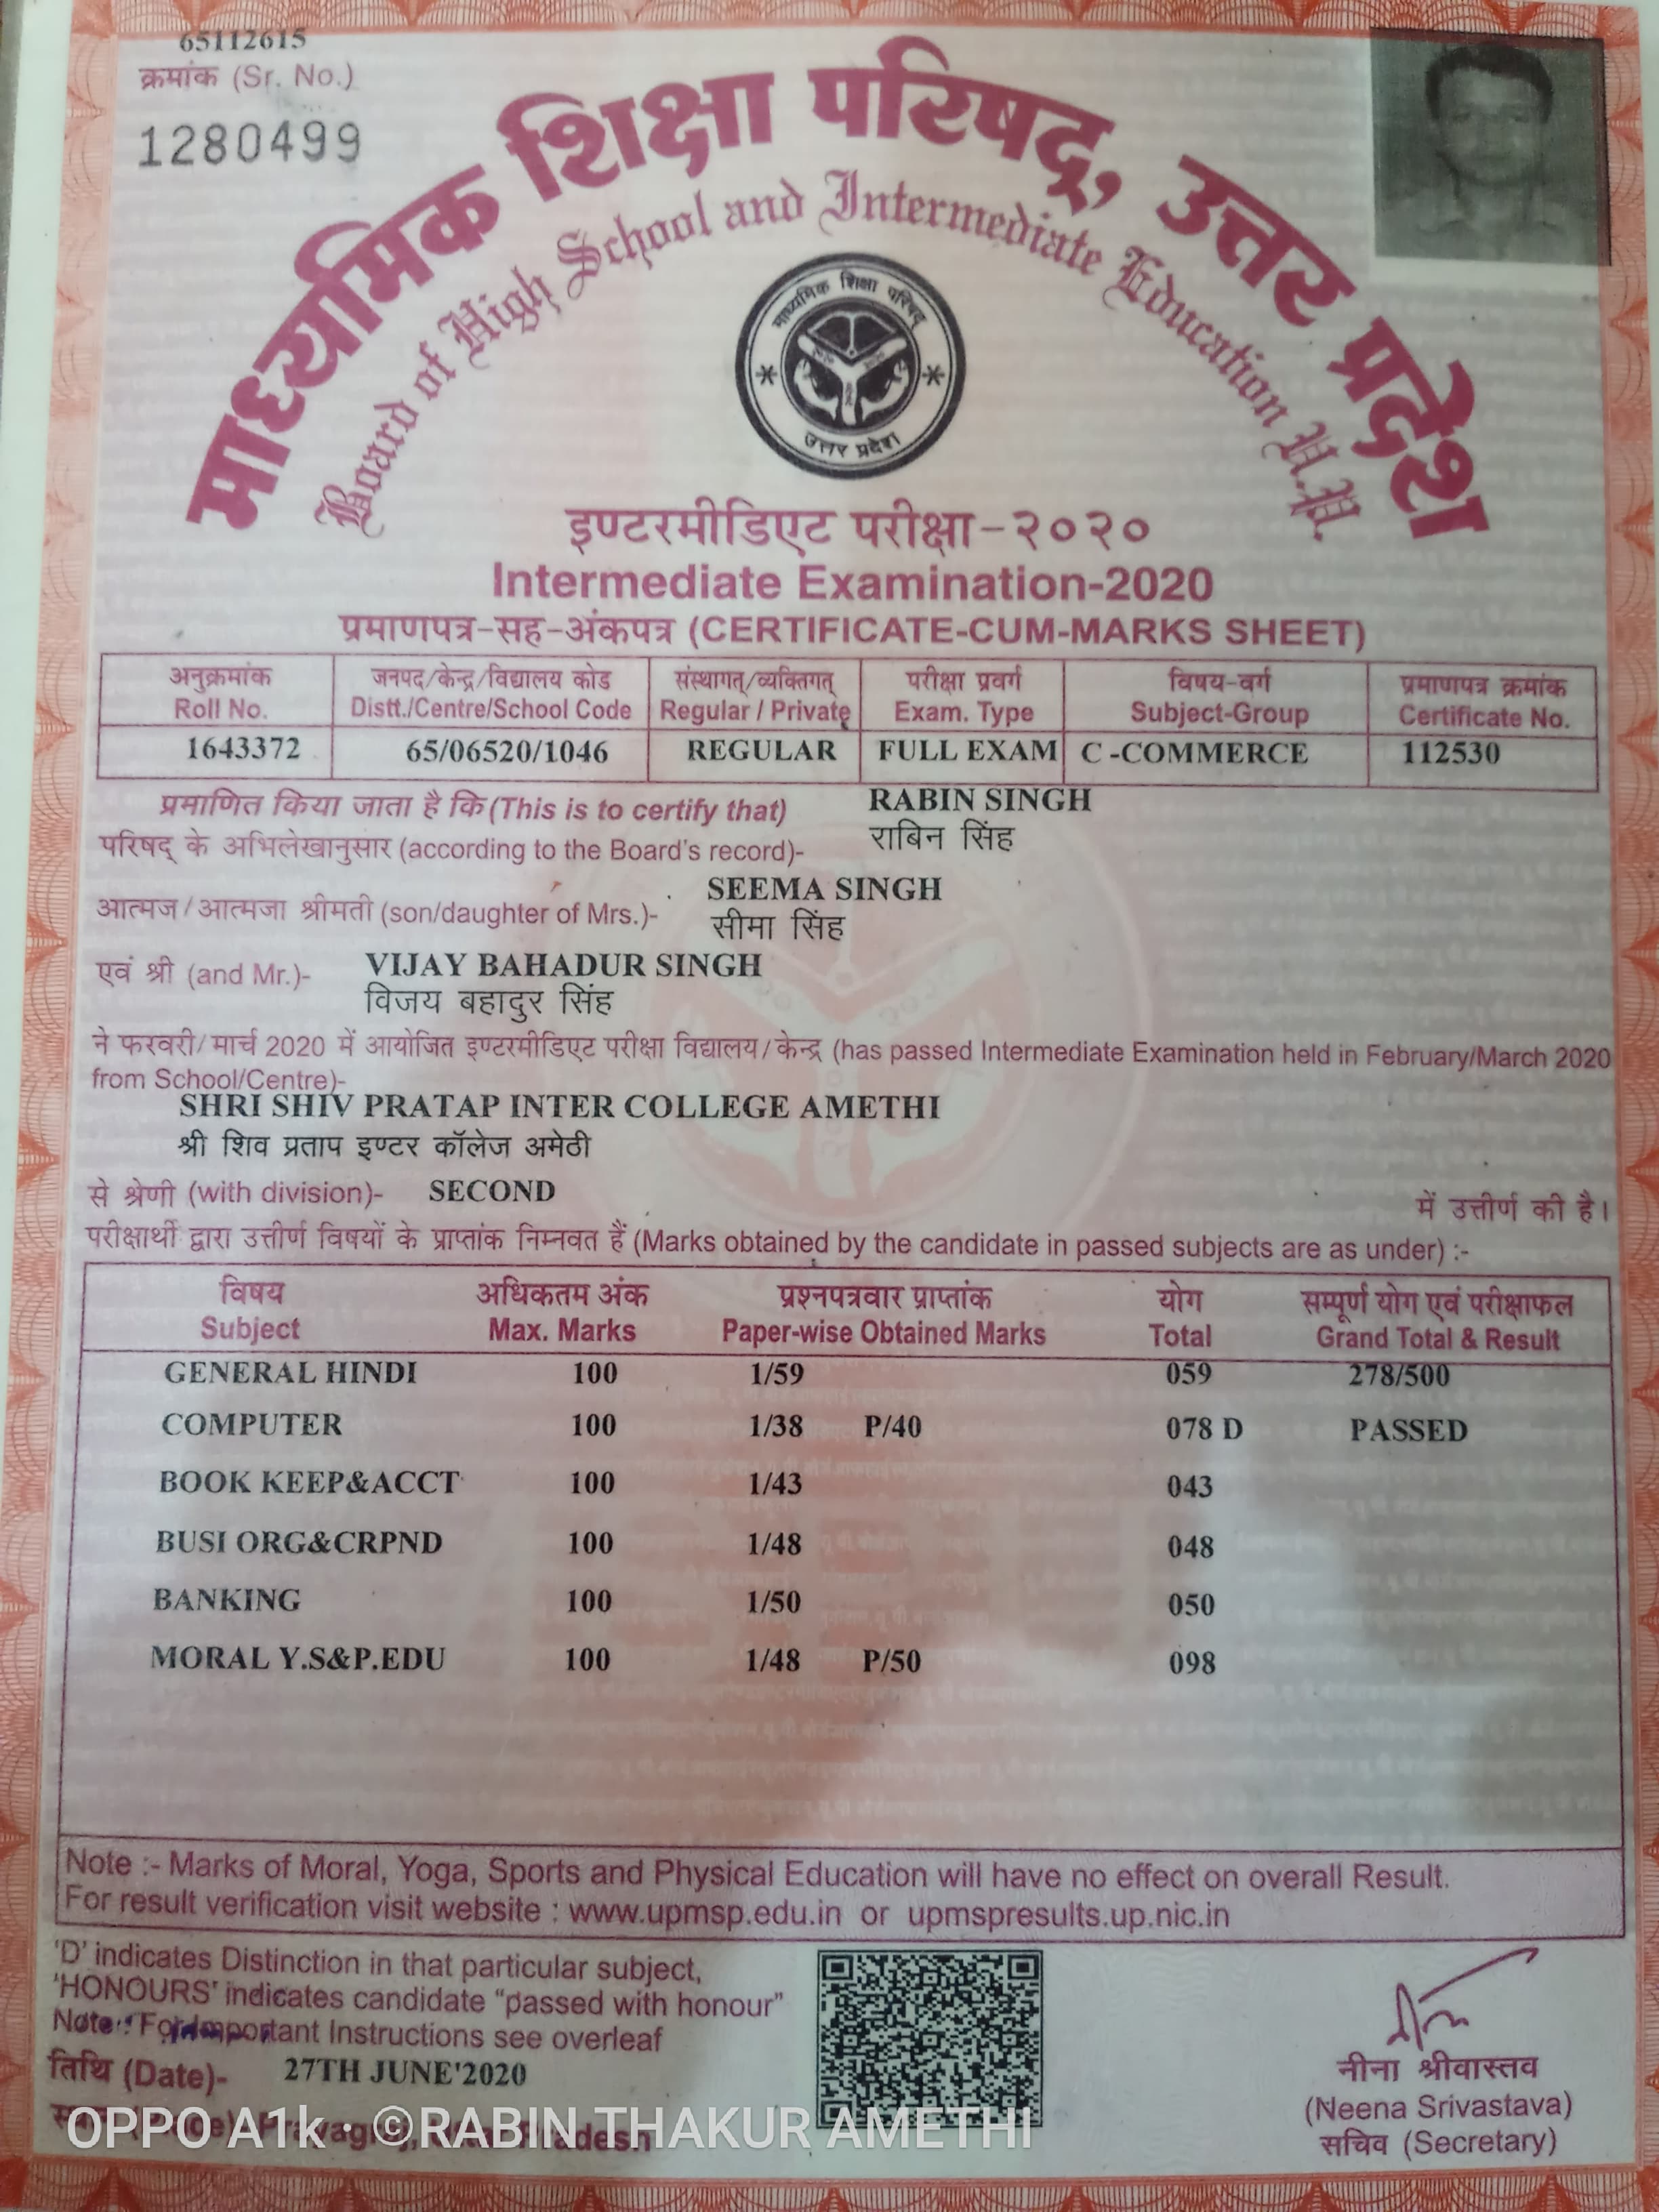 65112615
क्रमांक (Sr. No.)
1280499
माध्यमिक शिक्षा परिषद्, उत्तर प्रदेश
Board of High School and Intermediate Education U.P.
माध्यमिक शिक्षा परिषद्
उत्तर प्रदेश
इण्टरमीडिएट परीक्षा-२०२०
Intermediate Examination-2020
प्रमाणपत्र-सह-अंकपत्र (CERTIFICATE-CUM-MARKS SHEET)
अनुक्रमांक जनपद/केन्द्र/विद्यालय कोड संस्थागत्/व्यक्तिगत् परीक्षा प्रवर्ग विषय-वर्ग प्रमाणपत्र क्रमांक
Roll No. Distt./Centre/School Code Regular / Private Exam. Type Subject-Group Certificate No.
1643372 65/06520/1046 REGULAR FULL EXAM C -COMMERCE 112530
प्रमाणित किया जाता है कि (This is to certify that) RABIN SINGH
परिषद् के अभिलेखानुसार (according to the Board's record)- राबिन सिंह
SEEMA SINGH
आत्मज/आत्मजा श्रीमती (son/daughter of Mrs.)- सीमा सिंह
एवं श्री (and Mr.)- VIJAY BAHADUR SINGH
विजय बहादुर सिंह
ने फरवरी/मार्च 2020 में आयोजित इण्टरमीडिएट परीक्षा विद्यालय/केन्द्र (has passed Intermediate Examination held in February/March 2020
from School/Centre)-
SHRI SHIV PRATAP INTER COLLEGE AMETHI
श्री शिव प्रताप इण्टर कॉलेज अमेठी
से श्रेणी (with division)- SECOND में उत्तीर्ण की है।
परीक्षार्थी द्वारा उत्तीर्ण विषयों के प्राप्तांक निम्नवत हैं (Marks obtained by the candidate in passed subjects are as under) :-
विषय अधिकतम अंक प्रश्नपत्रवार प्राप्तांक योग सम्पूर्ण योग एवं परीक्षाफल
Subject Max. Marks Paper-wise Obtained Marks Total Grand Total & Result
GENERAL HINDI 100 1/59 059 278/500
COMPUTER 100 1/38 P/40 078 D PASSED
BOOK KEEP&ACCT 100 1/43 043
BUSI ORG&CRPND 100 1/48 048
BANKING 100 1/50 050
MORAL Y.S&P.EDU 100 1/48 P/50 098
Note :- Marks of Moral, Yoga, Sports and Physical Education will have no effect on overall Result.
For result verification visit website : www.upmsp.edu.in or upmspresults.up.nic.in
'D' indicates Distinction in that particular subject,
'HONOURS' indicates candidate "passed with honour"
Note:- For Important Instructions see overleaf
तिथि (Date)- 27TH JUNE'2020
Prayagraj, Pradesh
OPPO A1k · ©RABIN THAKUR AMETHI
नीना श्रीवास्तव
(Neena Srivastava)
सचिव (Secretary)